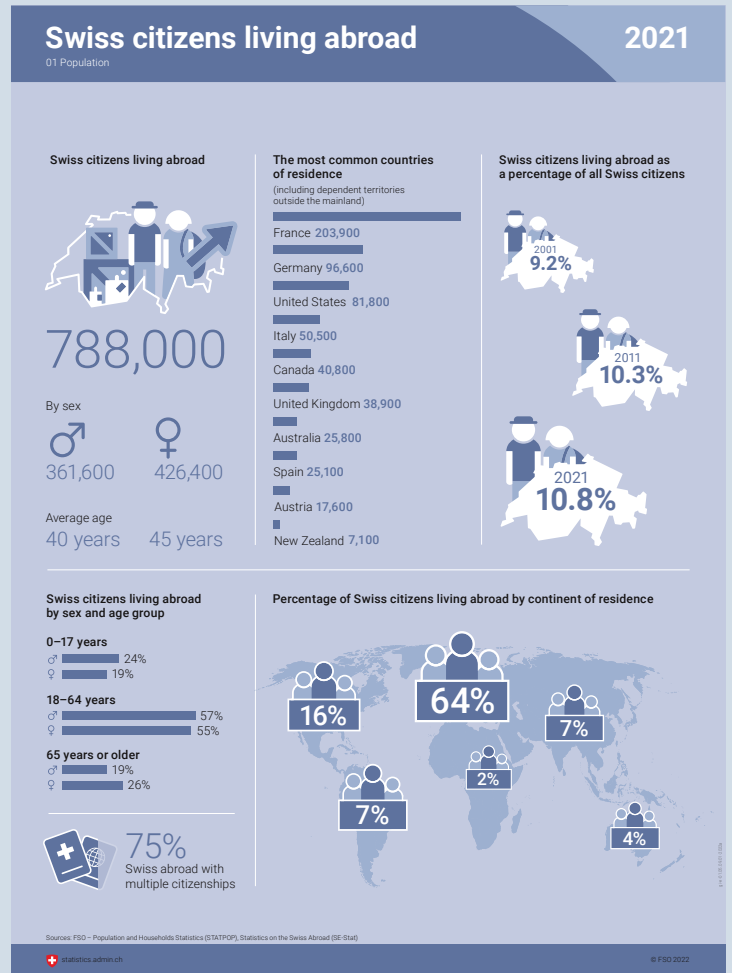 Swiss citizens living abroad
2021
01 Population
Swiss citizens living abroad
788,000
By sex
361,600 426,400
Average age
40 years 45 years
The most common countries
of residence
(including dependent territories
outside the mainland)
France 203,900
Germany 96,600
United States 81,800
Italy 50,500
Canada 40,800
United Kingdom 38,900
Australia 25,800
Spain 25,100
Austria 17,600
New Zealand 7,100
Swiss citizens living abroad as
a percentage of all Swiss citizens
2001
9.2%
2011
10.3%
2021
10.8%
Swiss citizens living abroad
by sex and age group
0–17 years
♂ 24%
♀ 19%
18–64 years
♂ 57%
♀ 55%
65 years or older
♂ 19%
♀ 26%
75%
Swiss abroad with
multiple citizenships
Percentage of Swiss citizens living abroad by continent of residence
16%
64%
7%
2%
7%
4%
Sources: FSO – Population and Households Statistics (STATPOP), Statistics on the Swiss Abroad (SE-Stat)
statistics.admin.ch
© FSO 2022